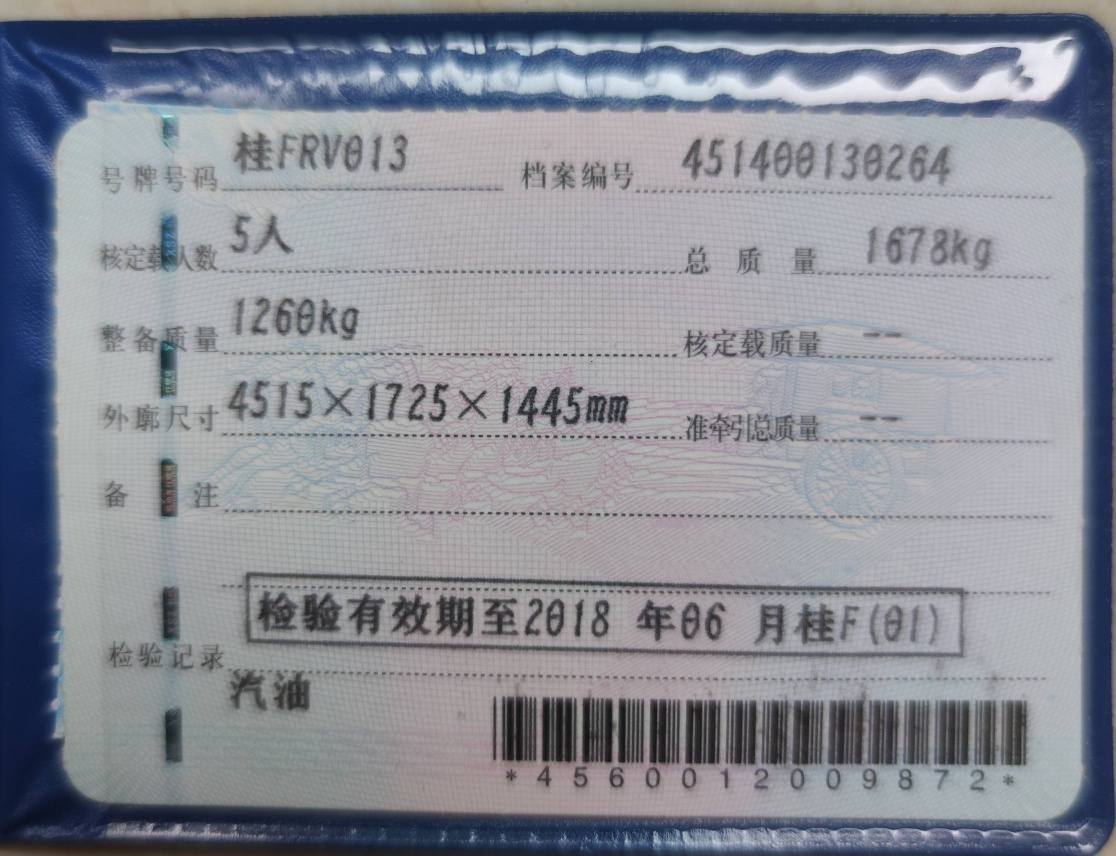 号牌号码 桂FRV013 档案编号 451400130264
核定载人数 5人 总质量 1678kg
整备质量 1260kg 核定载质量 --
外廓尺寸 4515×1725×1445mm 准牵引总质量 --
备注
检验有效期至2018 年06 月桂F(01)
检验记录
汽油
*4560012009872*